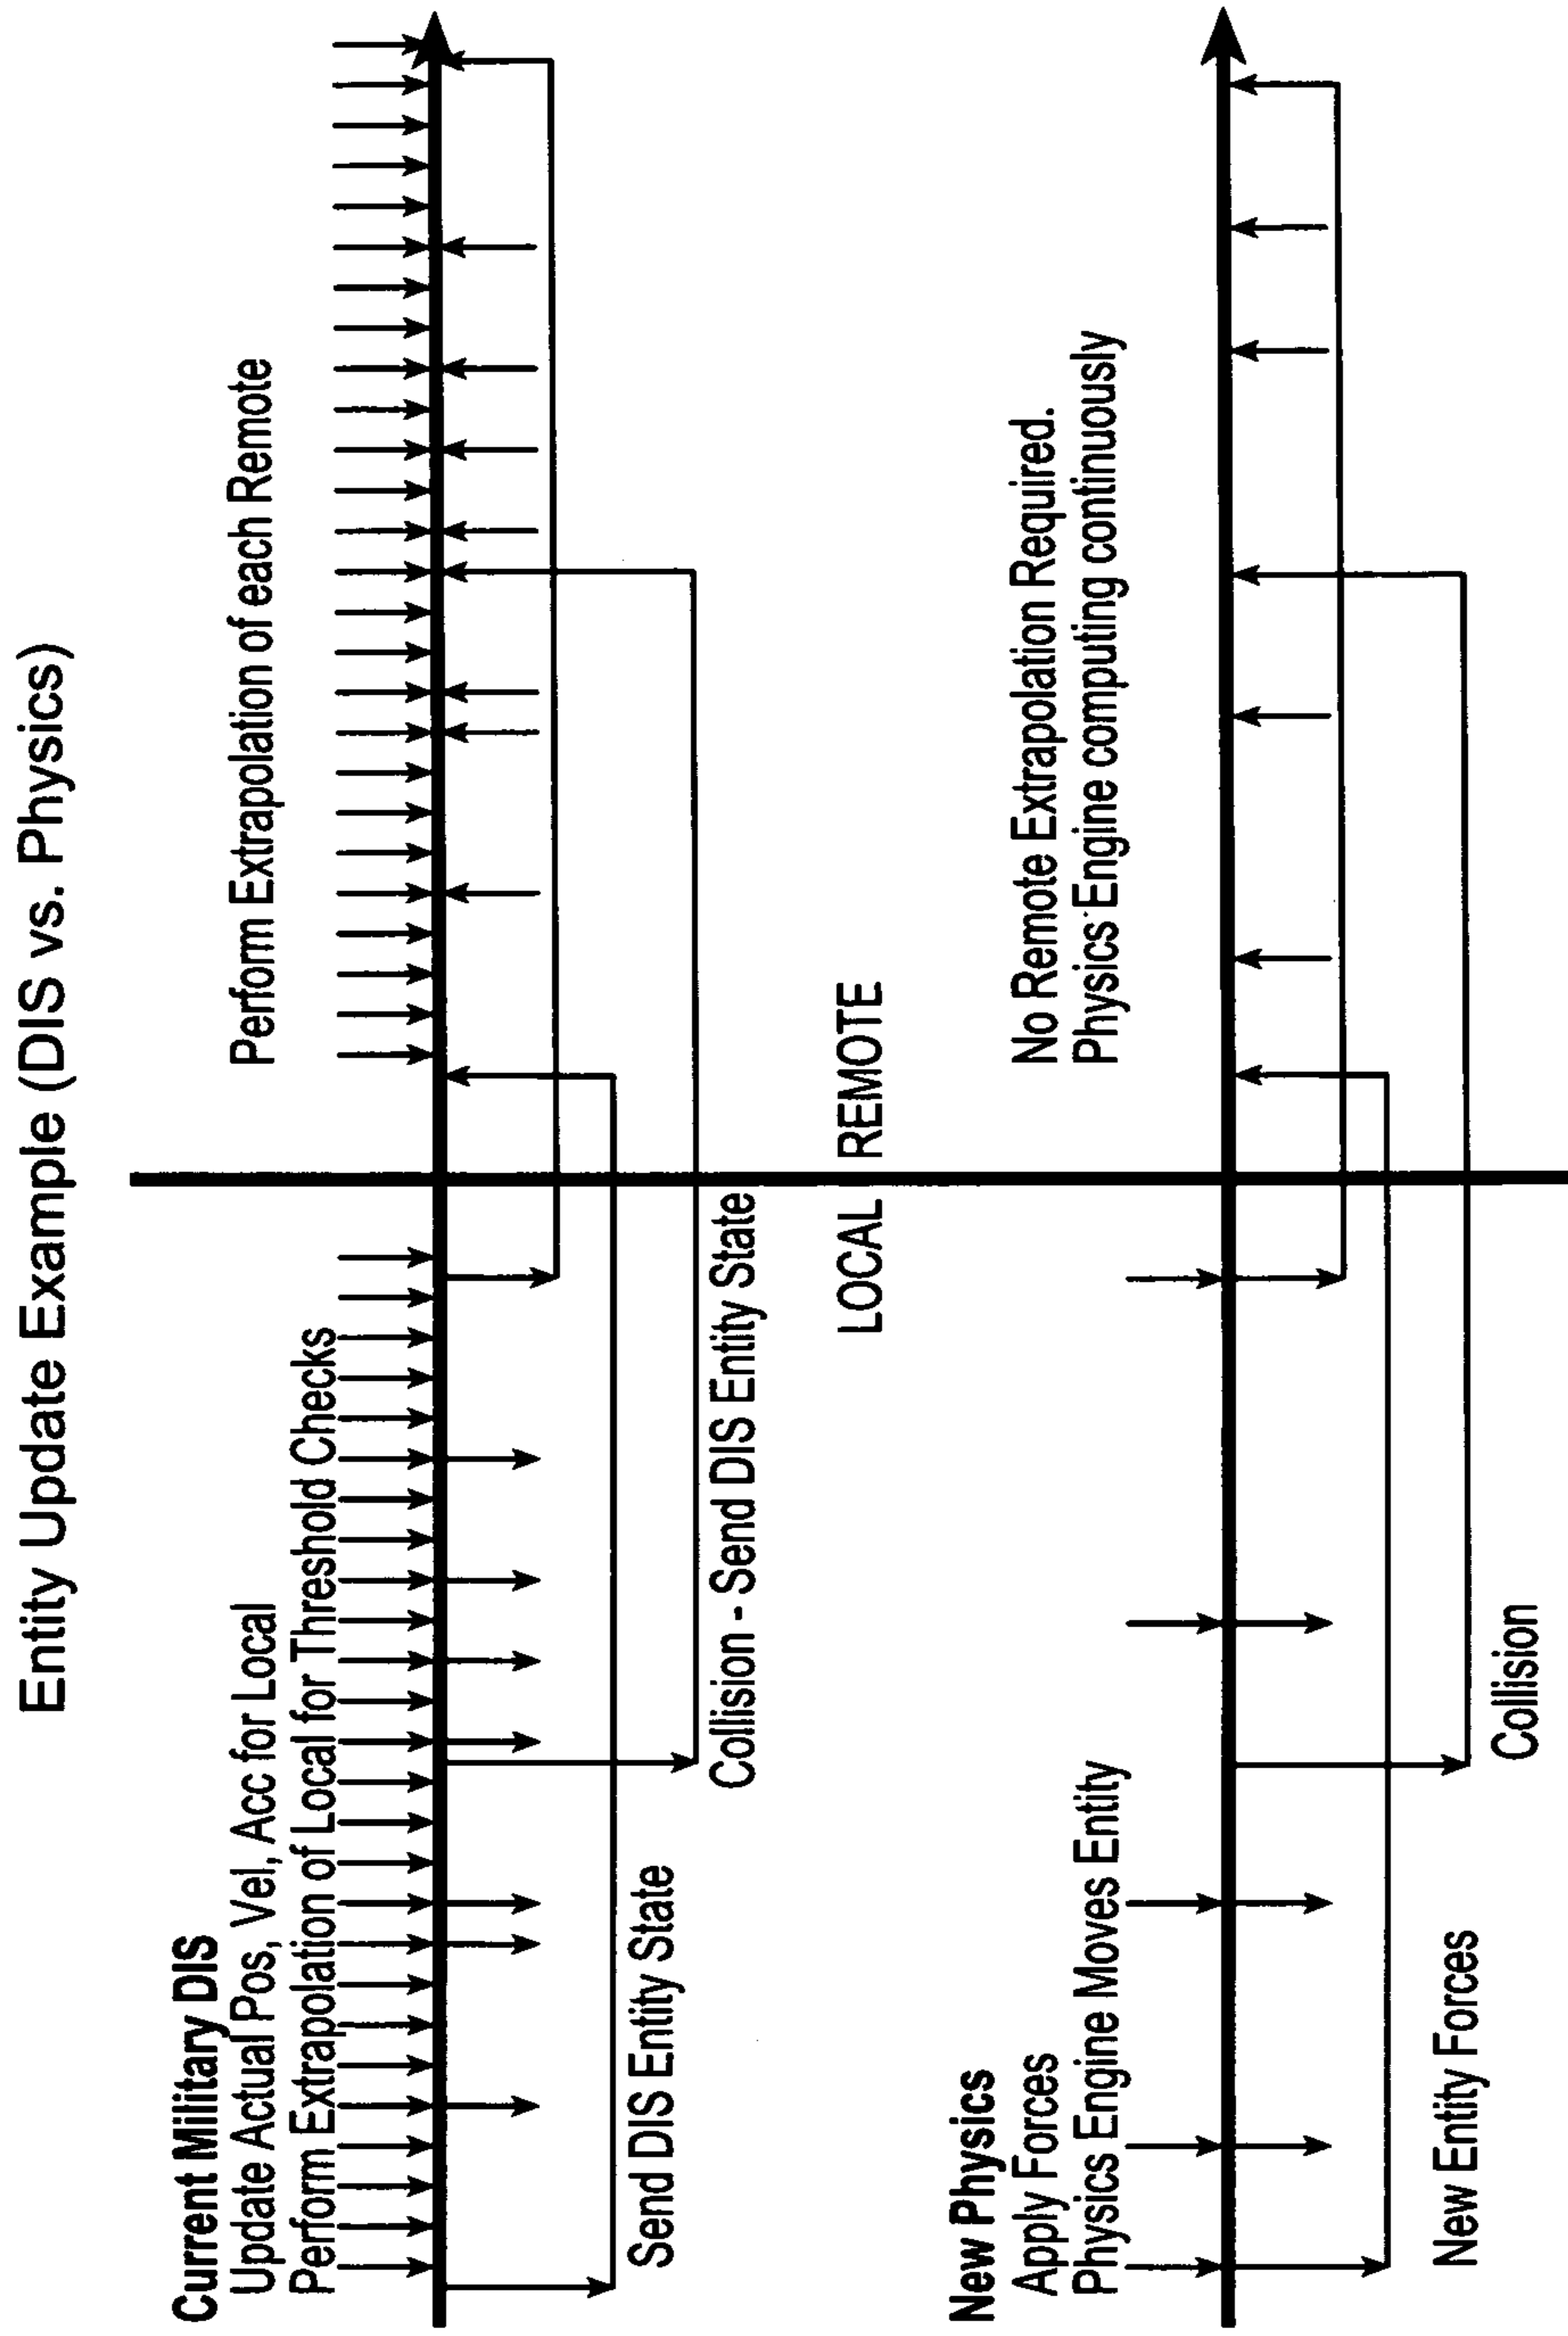 Entity Update Example (DIS vs. Physics)
Current Military DIS
Update Actual Pos, Vel, Acc for Local
Perform Extrapolation of Local for Threshold Checks
Perform Extrapolation of each Remote
Send DIS Entity State
Collision - Send DIS Entity State
LOCAL
REMOTE
New Physics
Apply Forces
Physics Engine Moves Entity
No Remote Extrapolation Required.
Physics Engine computing continuously
New Entity Forces
Collision